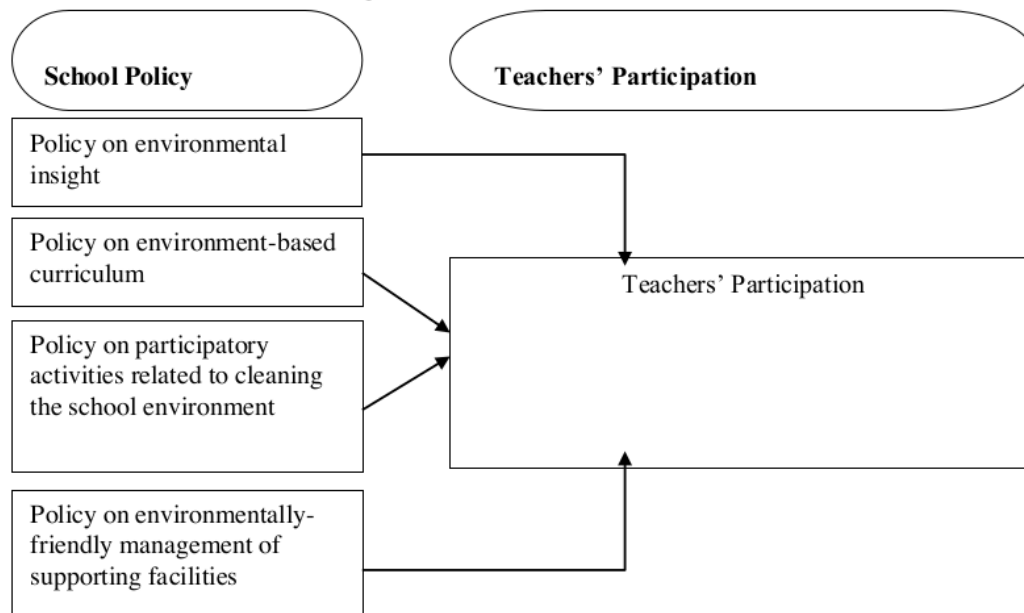 School Policy
Teachers’ Participation
Policy on environmental
insight
Policy on environment-based
curriculum
Teachers’ Participation
Policy on participatory
activities related to cleaning
the school environment
Policy on environmentally-
friendly management of
supporting facilities